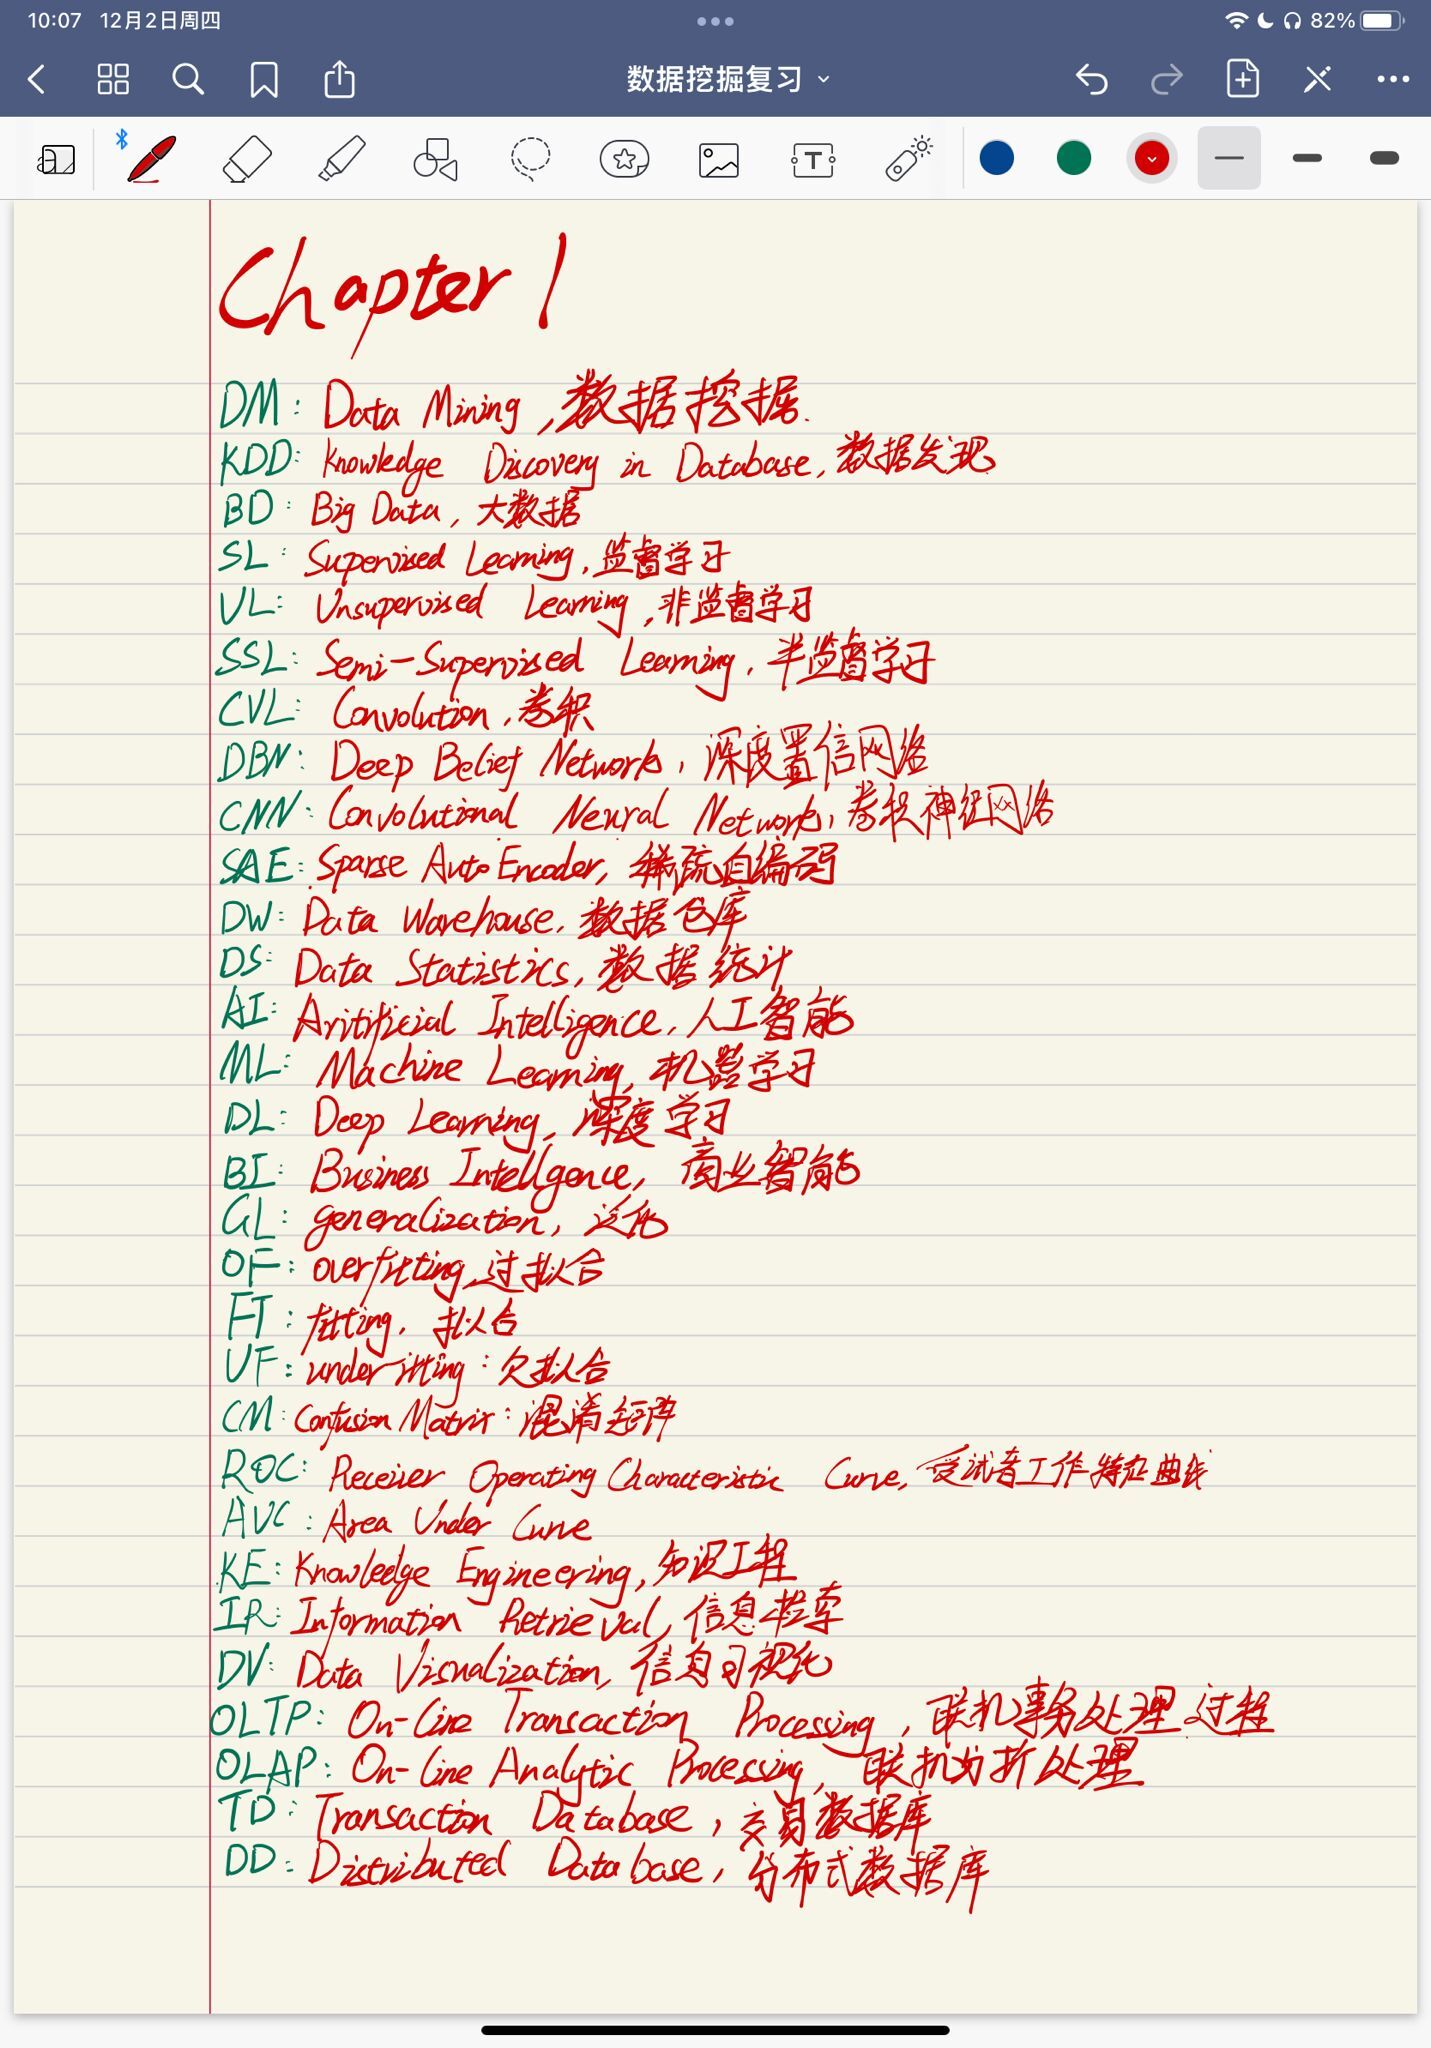 10:07 12月2日周四 82%
数据挖掘复习
Chapter 1
DM: Data Mining, 数据挖掘.
KDD: Knowledge Discovery in Database, 数据发现
BD: Big Data, 大数据
SL: Supervised Learning, 监督学习
UL: Unsupervised Learning, 非监督学习
SSL: Semi-Supervised Learning, 半监督学习
CVL: Convolution, 卷积
DBN: Deep Belief Network, 深度置信网络
CNN: Convolutional Neural Network, 卷积神经网络
SAE: Sparse Auto Encoder, 稀疏自编码
DW: Data Warehouse, 数据仓库
DS: Data Statistics, 数据统计
AI: Aritificial Intelligence, 人工智能
ML: Machine Learning, 机器学习
DL: Deep Learning, 深度学习
BI: Business Intellgence, 商业智能
GL: generalization, 泛化
OF: overfitting, 过拟合
FT: fitting, 拟合
UF: underfitting: 欠拟合
CM: Confusion Matrix: 混淆矩阵
ROC: Receiver Operating Characteristic Curve, 受试者工作特征曲线
AUC: Area Under Curve
KE: Knowledge Engineering, 知识工程
IR: Information Retrieval, 信息检索
DV: Data Visualization, 信息可视化
OLTP: On-Line Transaction Processing, 联机事务处理过程
OLAP: On-Line Analytic Processing, 联机分析处理
TD: Transaction Database, 交易数据库
DD: Distributed Database, 分布式数据库